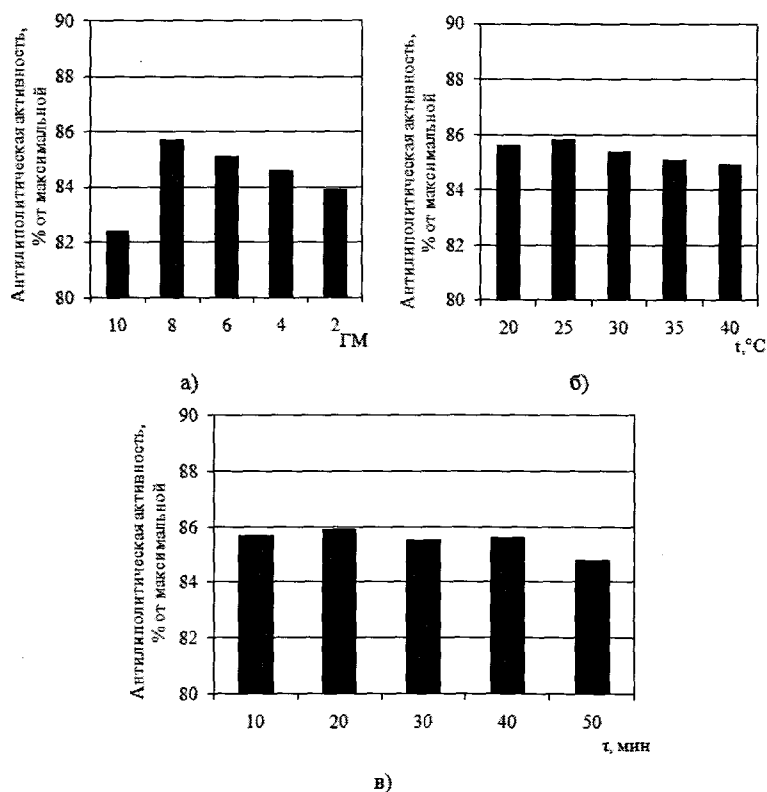 Антилиполитическая активность,
% от максимальной
90
88
86
84
82
80
10 8 6 4 2
ГМ
а)
Антилиполитическая активность,
% от максимальной
90
88
86
84
82
80
20 25 30 35 40
t,°C
б)
Антилиполитическая активность,
% от максимальной
90
88
86
84
82
80
10 20 30 40 50
τ, мин
в)